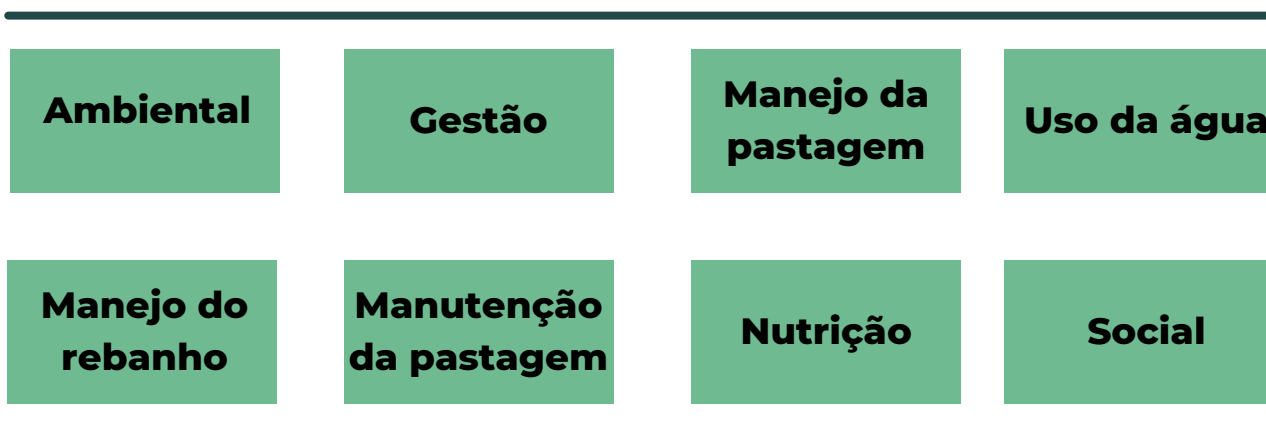 Ambiental
Gestão
Manejo da
pastagem
Uso da água
Manejo do
rebanho
Manutenção
da pastagem
Nutrição
Social